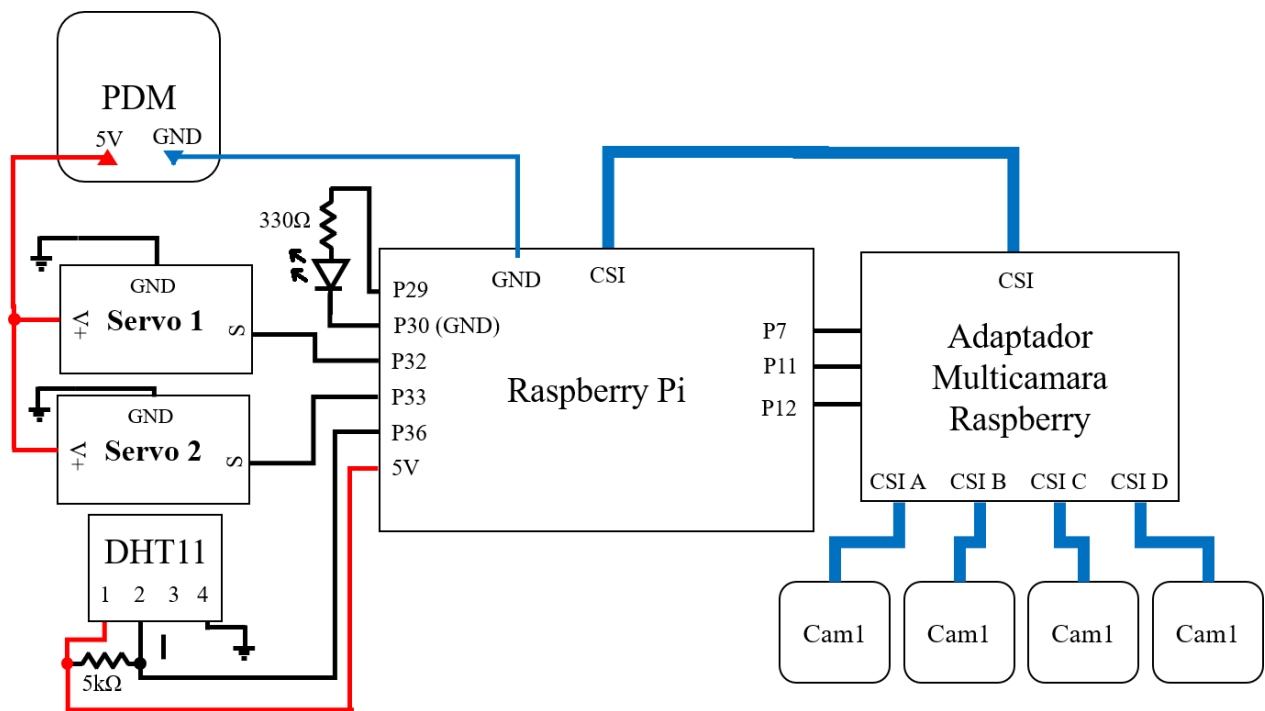 PDM
5V
GND
330Ω
GND
V+
Servo 1
S
GND
V+
Servo 2
S
DHT11
1 2 3 4
5kΩ
GND
CSI
P29
P30 (GND)
P32
P33
P36
5V
Raspberry Pi
P7
P11
P12
CSI
Adaptador
Multicamara
Raspberry
CSI A CSI B CSI C CSI D
Cam1 Cam1 Cam1 Cam1